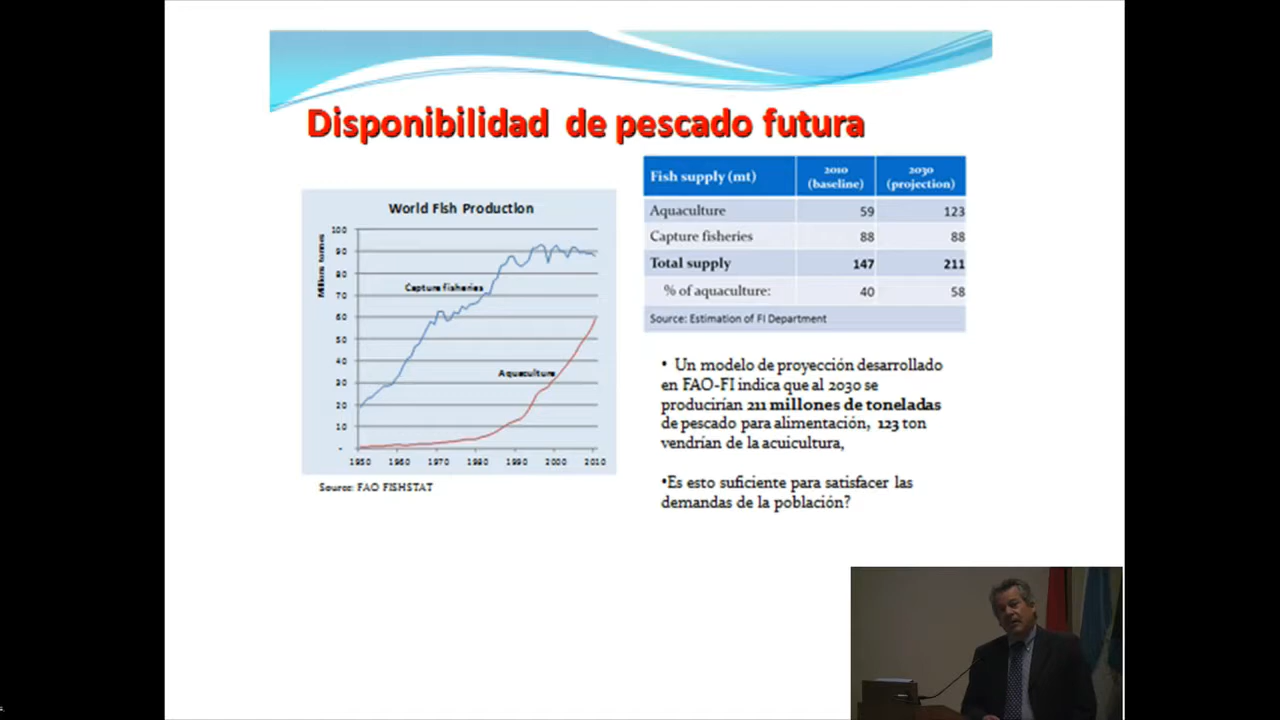 Disponibilidad de pescado futura
World Fish Production
Millions tonnes
100
90
80
70
60
50
40
30
20
10
-
Capture fisheries
Aquaculture
1950 1960 1970 1980 1990 2000 2010
Source: FAO FISHSTAT
Fish supply (mt) 2010 (baseline) 2030 (projection)
Aquaculture 59 123
Capture fisheries 88 88
Total supply 147 211
% of aquaculture: 40 58
Source: Estimation of FI Department
• Un modelo de proyección desarrollado
en FAO-FI indica que al 2030 se
producirían 211 millones de toneladas
de pescado para alimentación, 123 ton
vendrían de la acuicultura,
•Es esto suficiente para satisfacer las
demandas de la población?